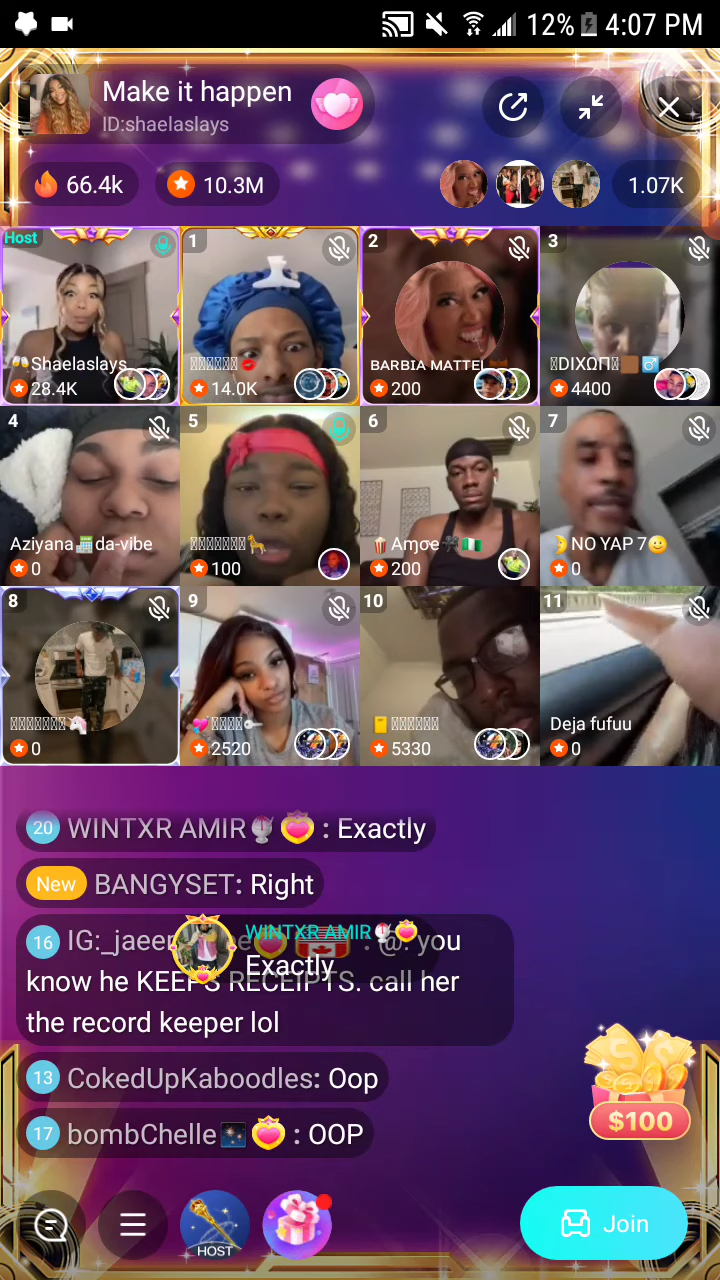 12% 4:07 PM
Make it happen
ID:shaelaslays
66.4k
10.3M
1.07K
Host
1
2
3
Shaelaslays
28.4K
14.0K
BARBIA MATTEL
200
DIXΩΠ
4400
4
5
6
7
Aziyana da-vibe
0
100
Amoe
200
NO YAP 7
0
8
9
10
11
0
2520
5330
Deja fufuu
0
20 WINTXR AMIR : Exactly
New BANGYSET: Right
WINTXR AMIR
Exactly
16 : @: you
know he KEEPS RECEIPTS. call her
the record keeper lol
13 CokedUpKaboodles: Oop
17 bombChelle : OOP
$100
HOST
Join